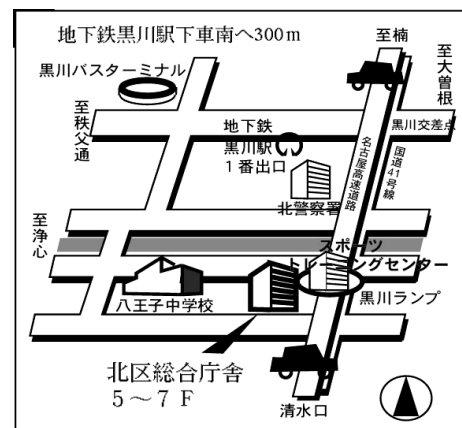 地下鉄黒川駅下車南へ300m
至楠
至大曽根
黒川バスターミナル
至秩父通
地下鉄
黒川駅
1番出口
黒川交差点
名古屋高速道路
国道41号線
北警察署
至浄心
スポーツ
トレーニングセンター
八王子中学校
黒川ランプ
北区総合庁舎
5〜7F
清水口